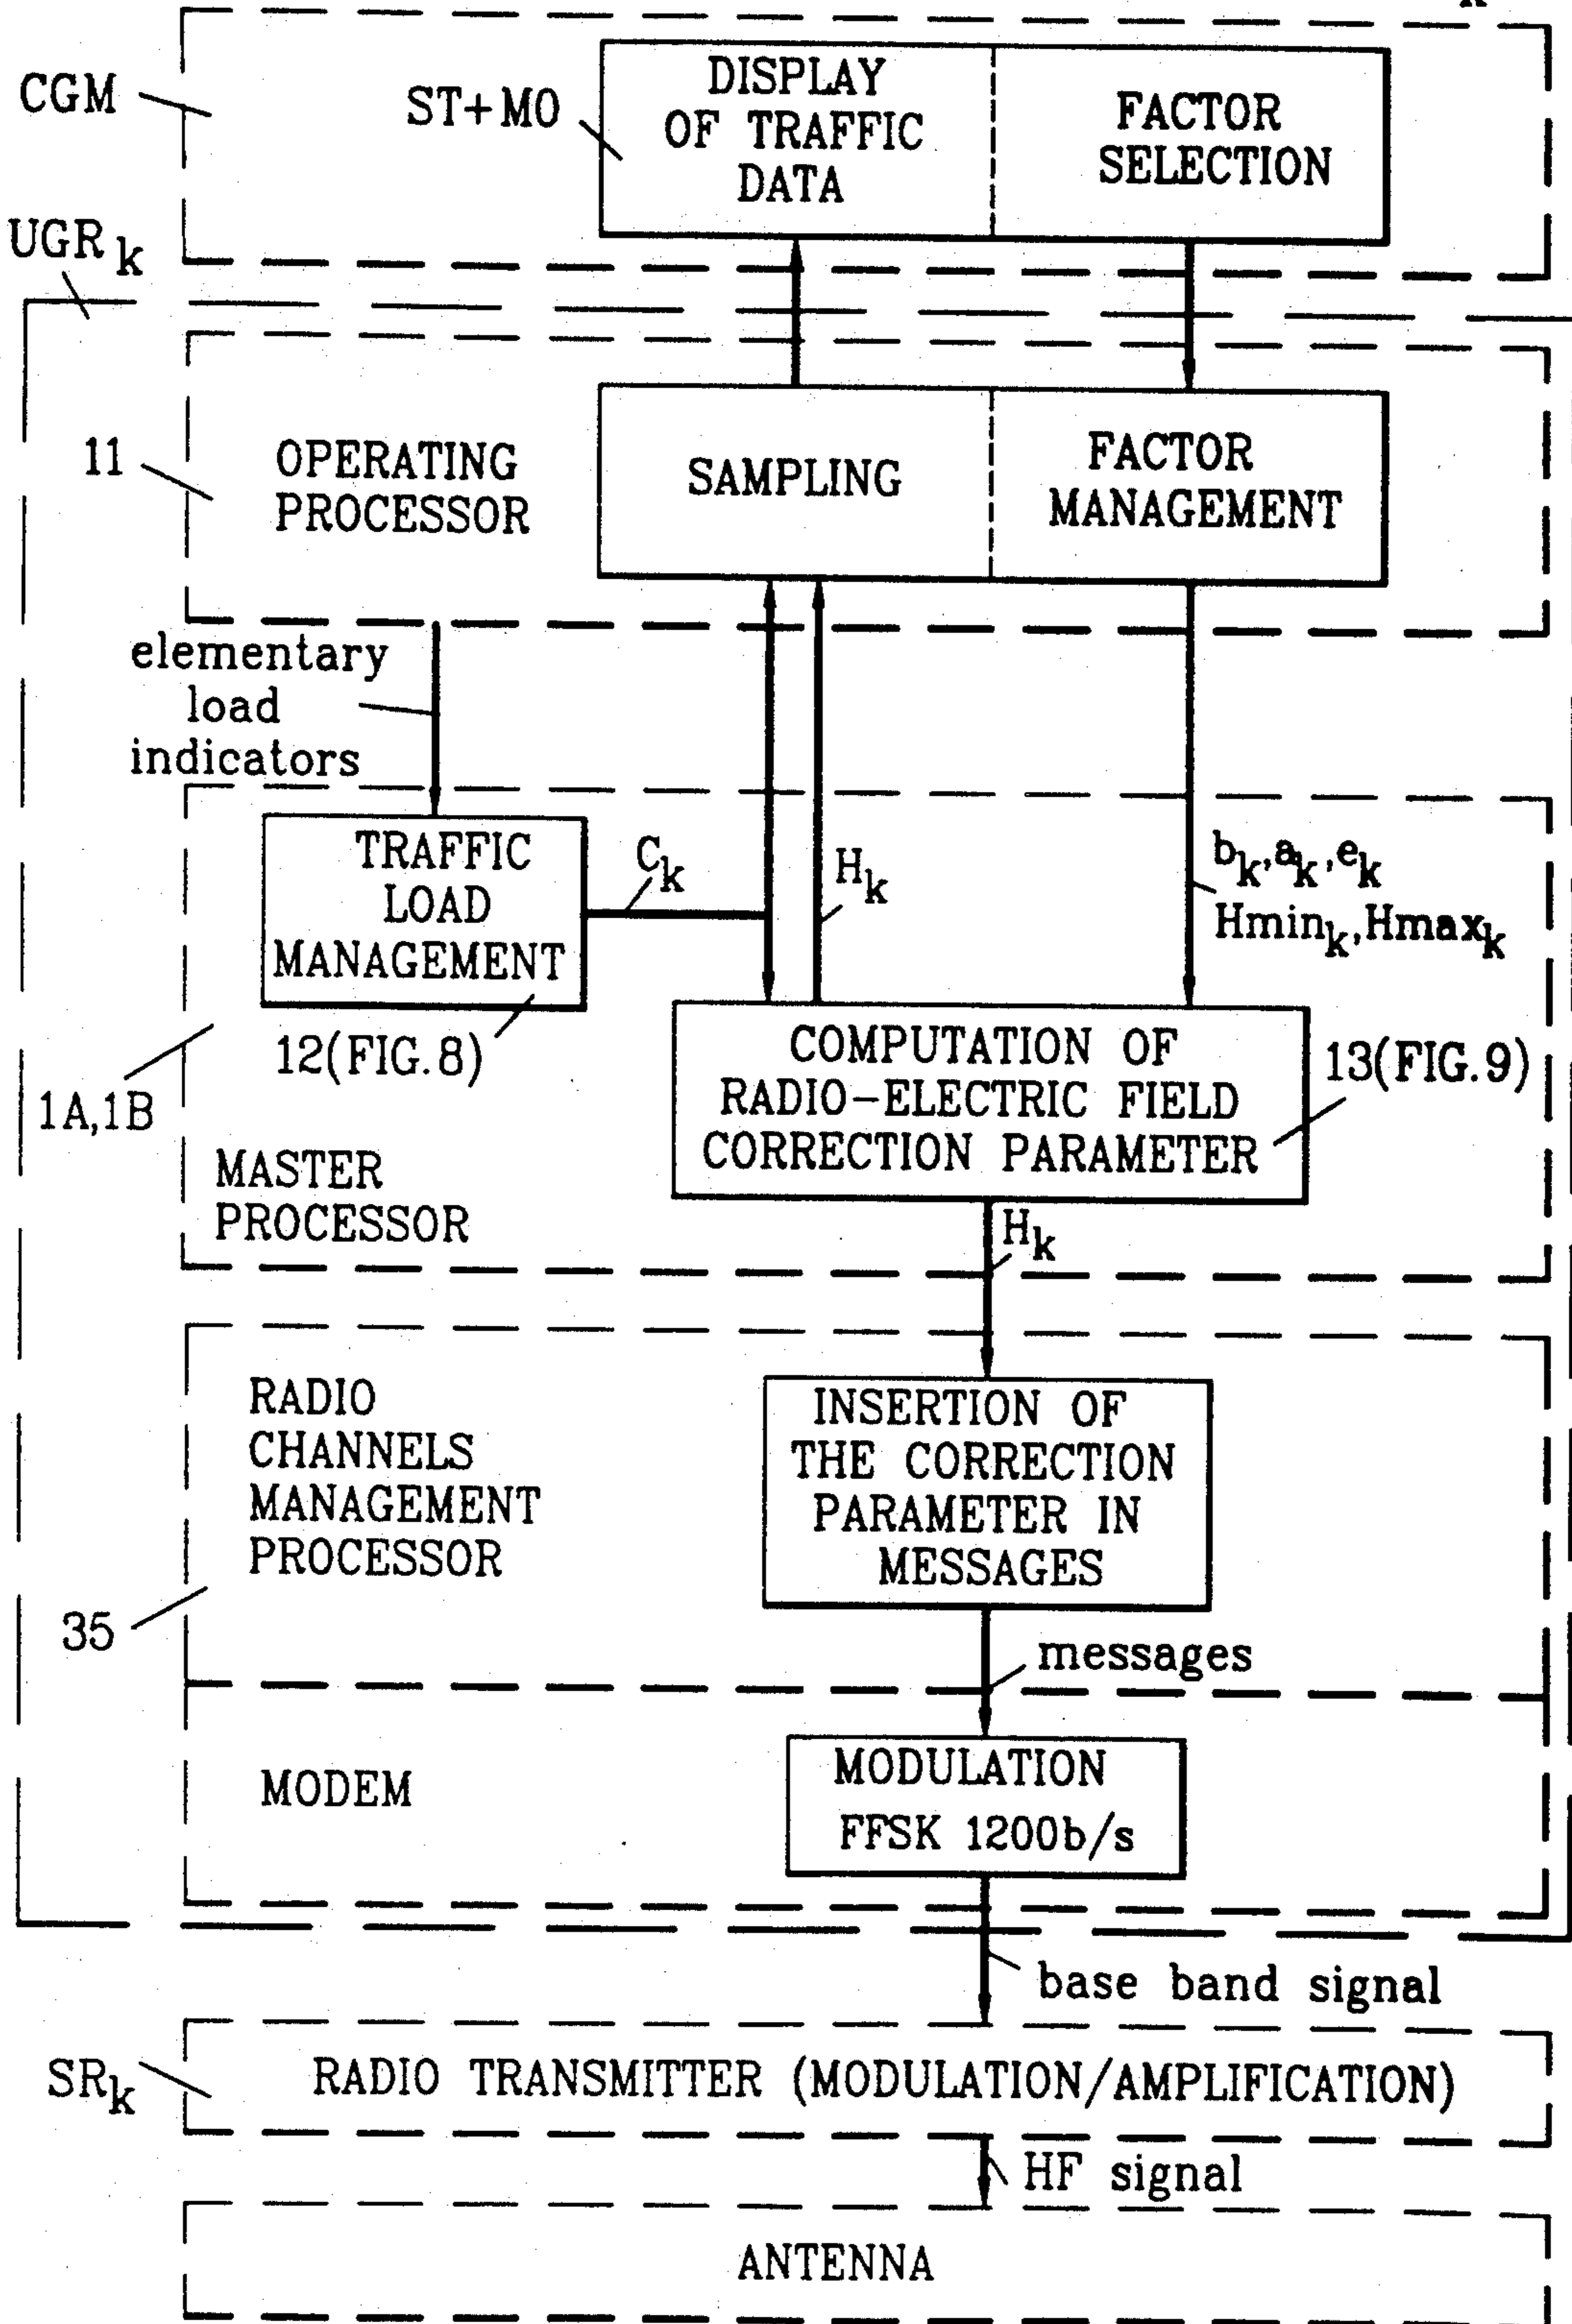 k
CGM
ST+MO
DISPLAY
OF TRAFFIC
DATA
FACTOR
SELECTION
UGRk
11
OPERATING
PROCESSOR
SAMPLING
FACTOR
MANAGEMENT
elementary
load
indicators
TRAFFIC
LOAD
MANAGEMENT
Ck
Hk
bk,ak,ek
Hmink,Hmaxk
12(FIG.8)
COMPUTATION OF
RADIO-ELECTRIC FIELD
CORRECTION PARAMETER
13(FIG.9)
1A,1B
MASTER
PROCESSOR
Hk
RADIO
CHANNELS
MANAGEMENT
PROCESSOR
INSERTION OF
THE CORRECTION
PARAMETER IN
MESSAGES
35
messages
MODEM
MODULATION
FFSK 1200b/s
base band signal
SRk
RADIO TRANSMITTER (MODULATION/AMPLIFICATION)
HF signal
ANTENNA